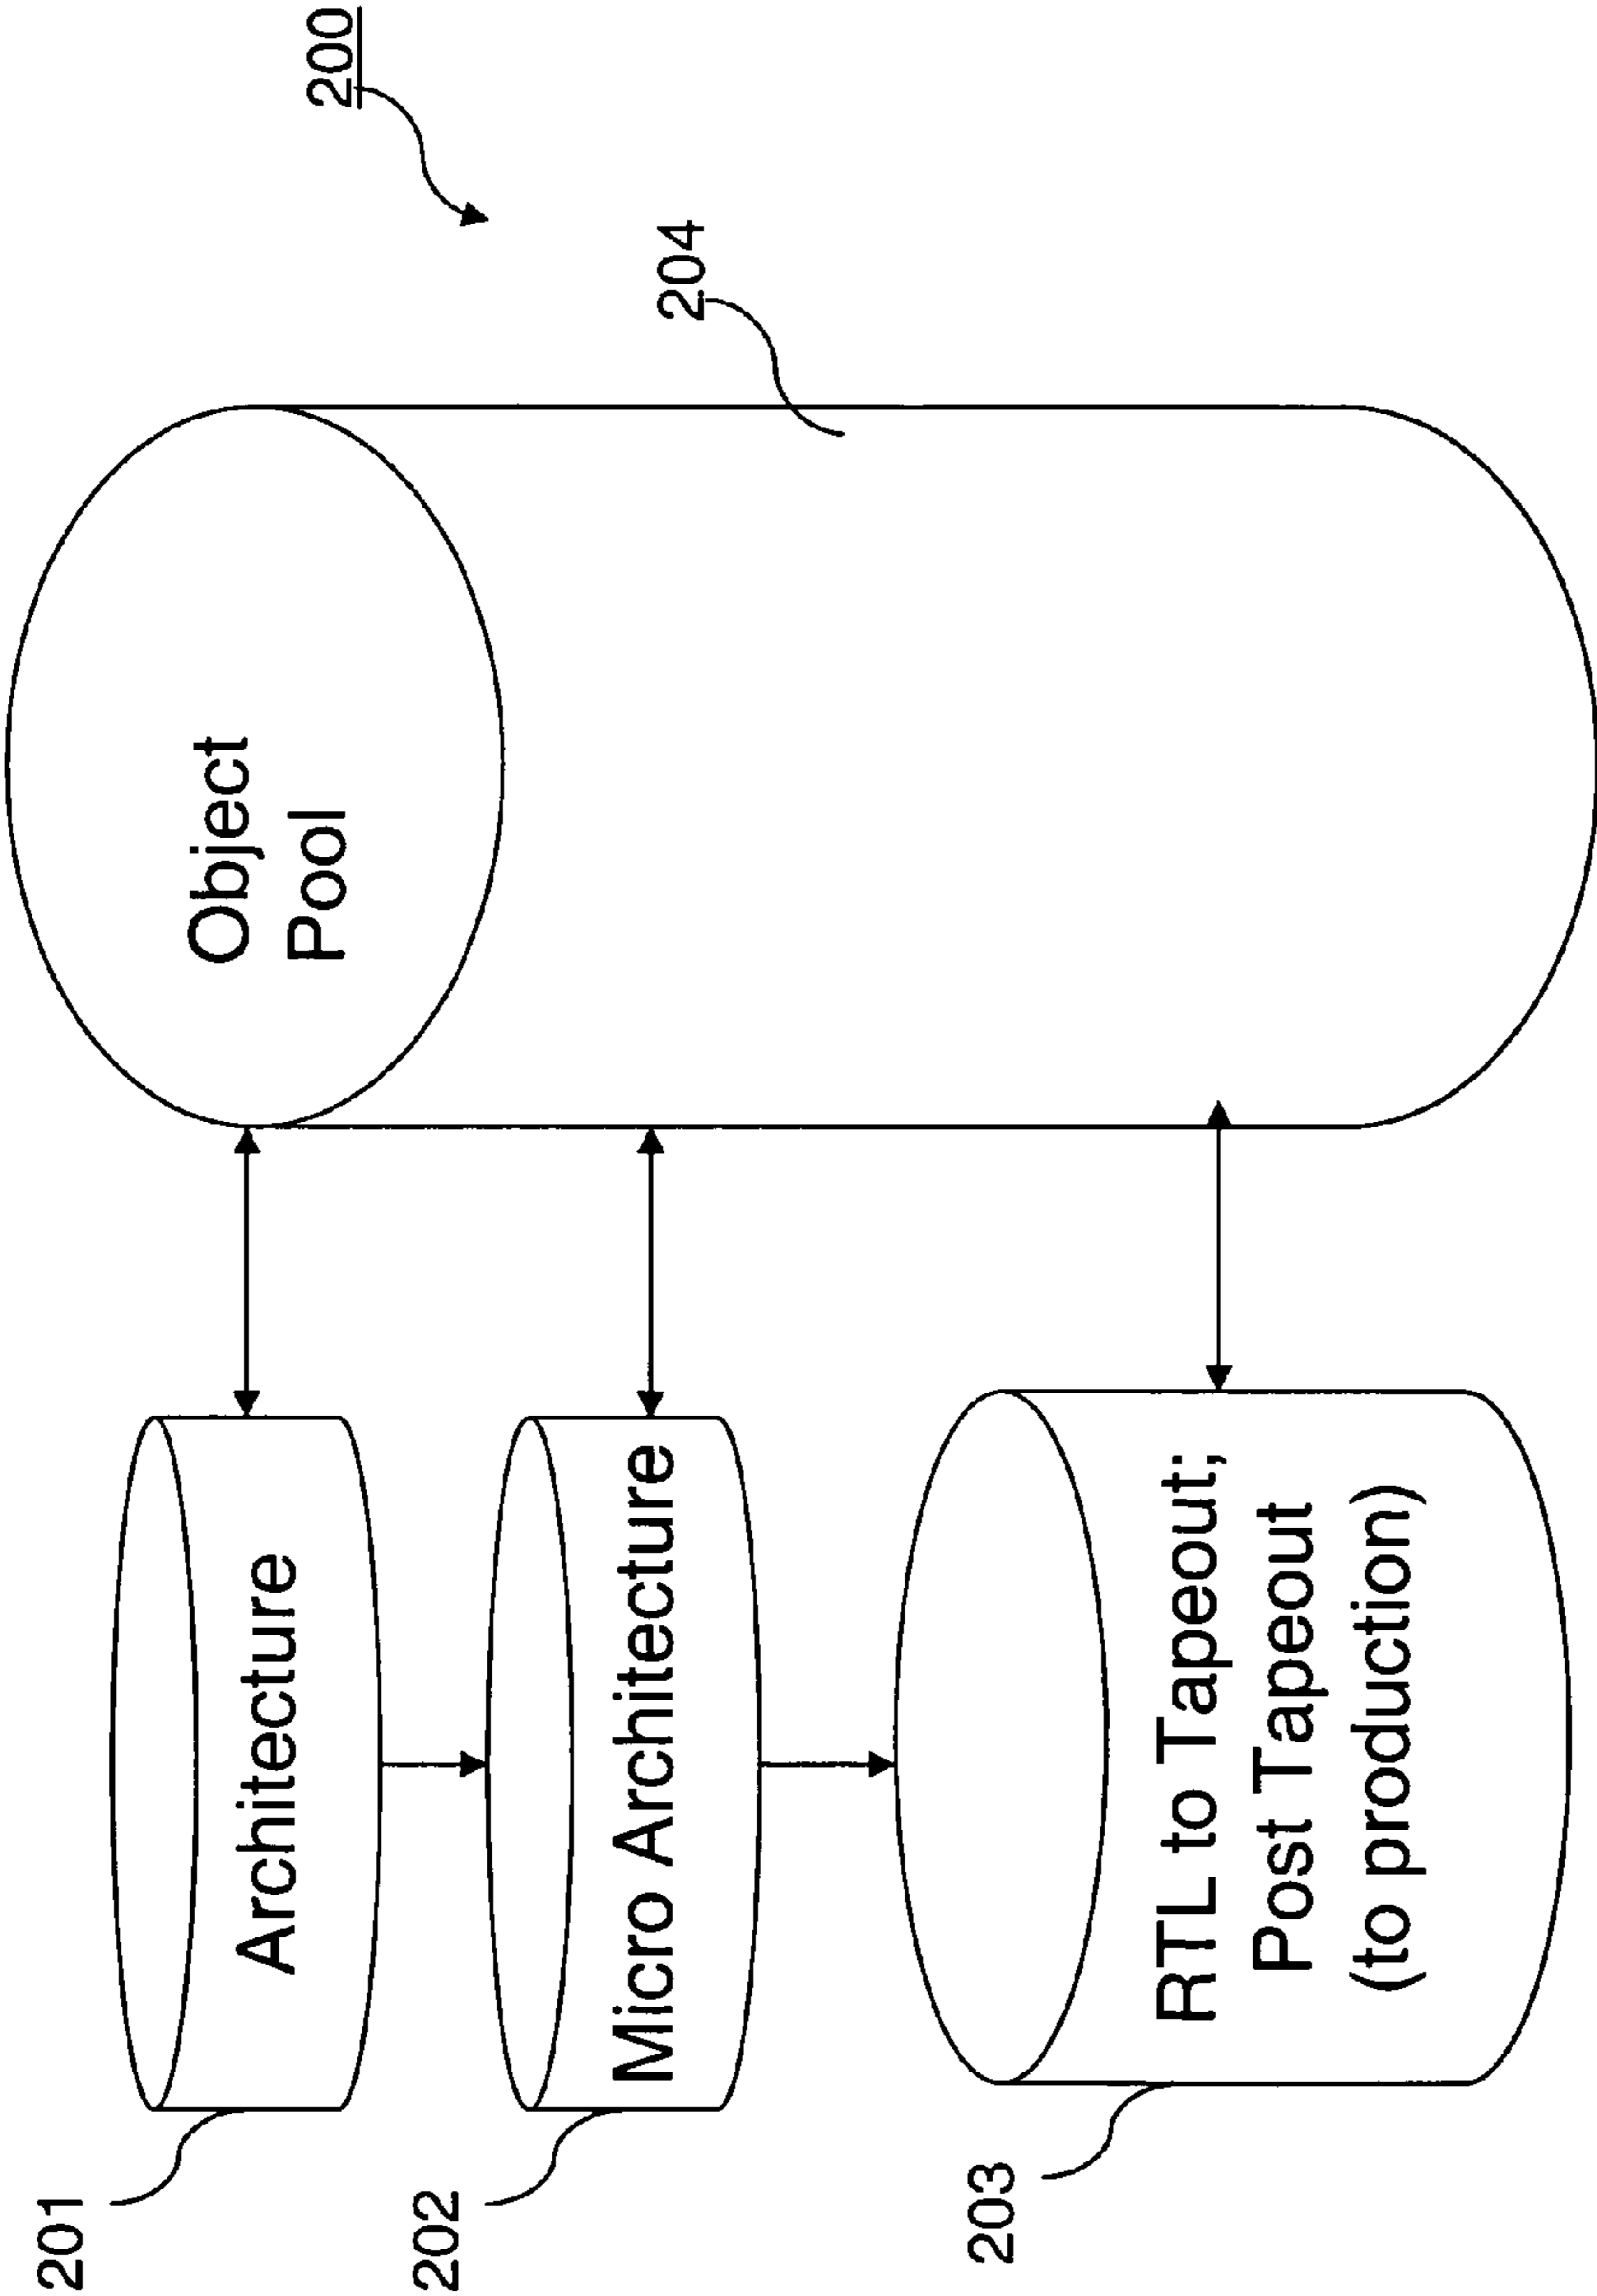 200
201
Architecture
Object
Pool
204
202
Micro Architecture
203
RTL to Tapeout;
Post Tapeout
(to production)